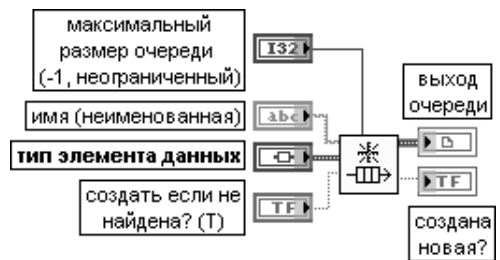 максимальный
размер очереди
(-1, неограниченный)
I32
имя (неименованная)
abc
тип элемента данных
создать если не
найдена? (T)
TF
выход
очереди
TF
создана
новая?